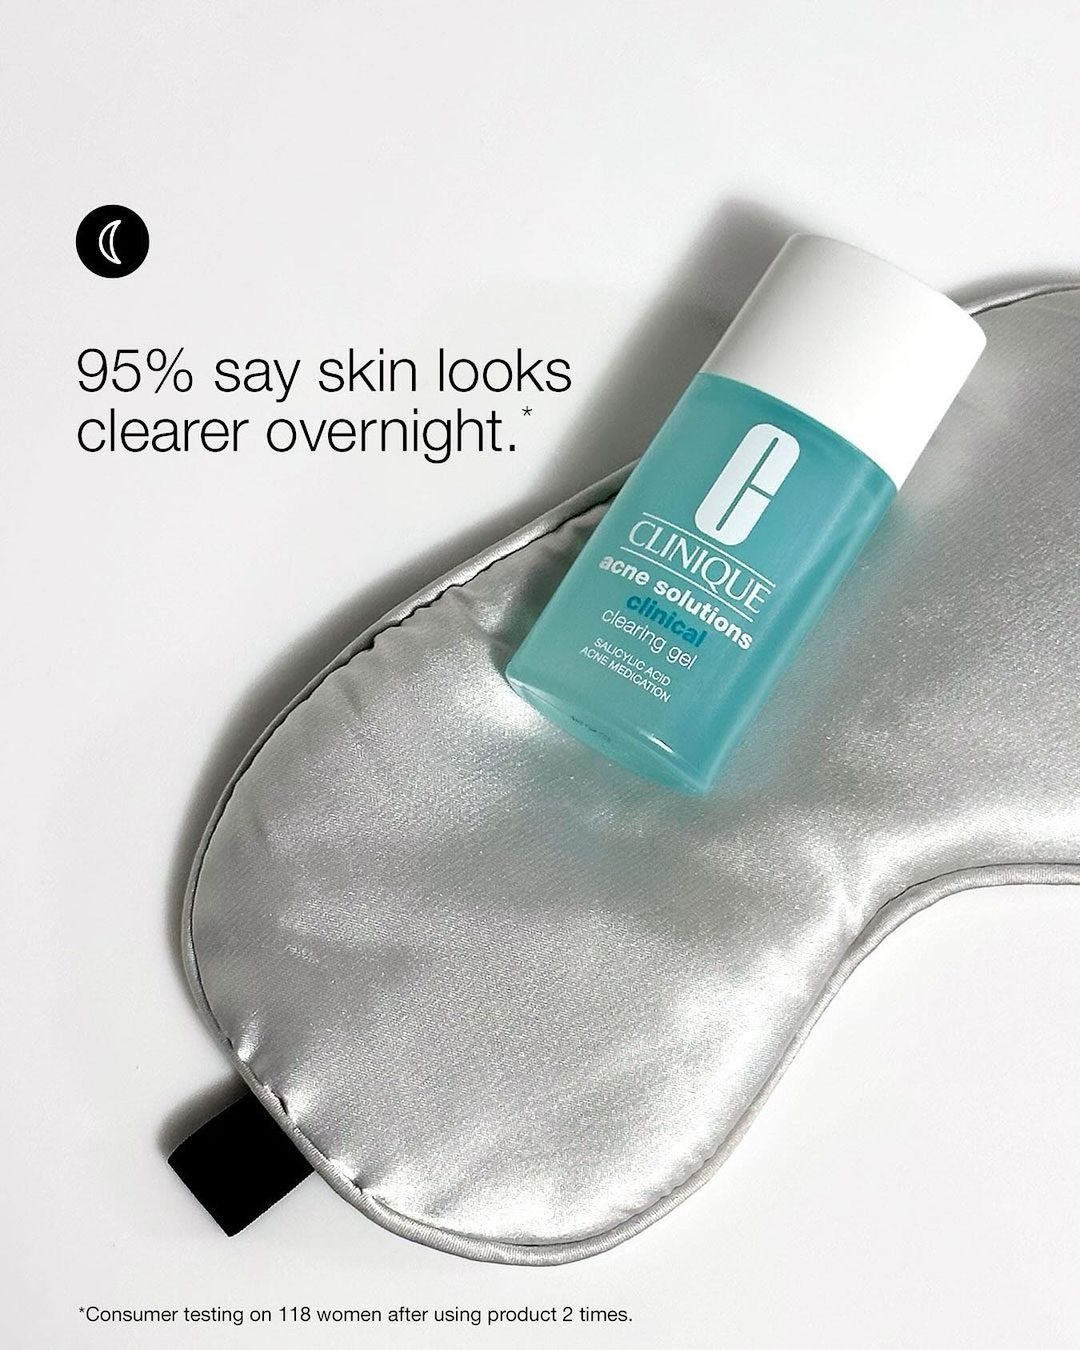 95% say skin looks
clearer overnight.*
C
CLINIQUE
acne solutions
clinical
clearing gel
SALICYLIC ACID
ACNE MEDICATION
*Consumer testing on 118 women after using product 2 times.